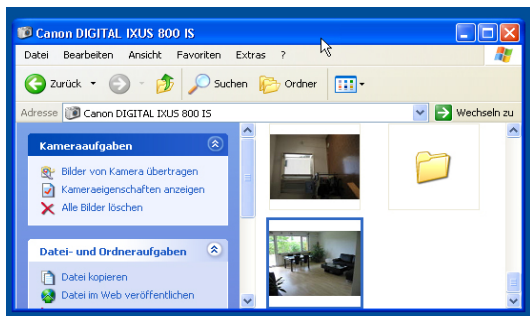 Canon DIGITAL IXUS 800 IS
Datei Bearbeiten Ansicht Favoriten Extras ?
Zurück Suchen Ordner
Adresse Canon DIGITAL IXUS 800 IS Wechseln zu
Kameraaufgaben
Bilder von Kamera übertragen
Kameraeigenschaften anzeigen
Alle Bilder löschen
Datei- und Ordneraufgaben
Datei kopieren
Datei im Web veröffentlichen